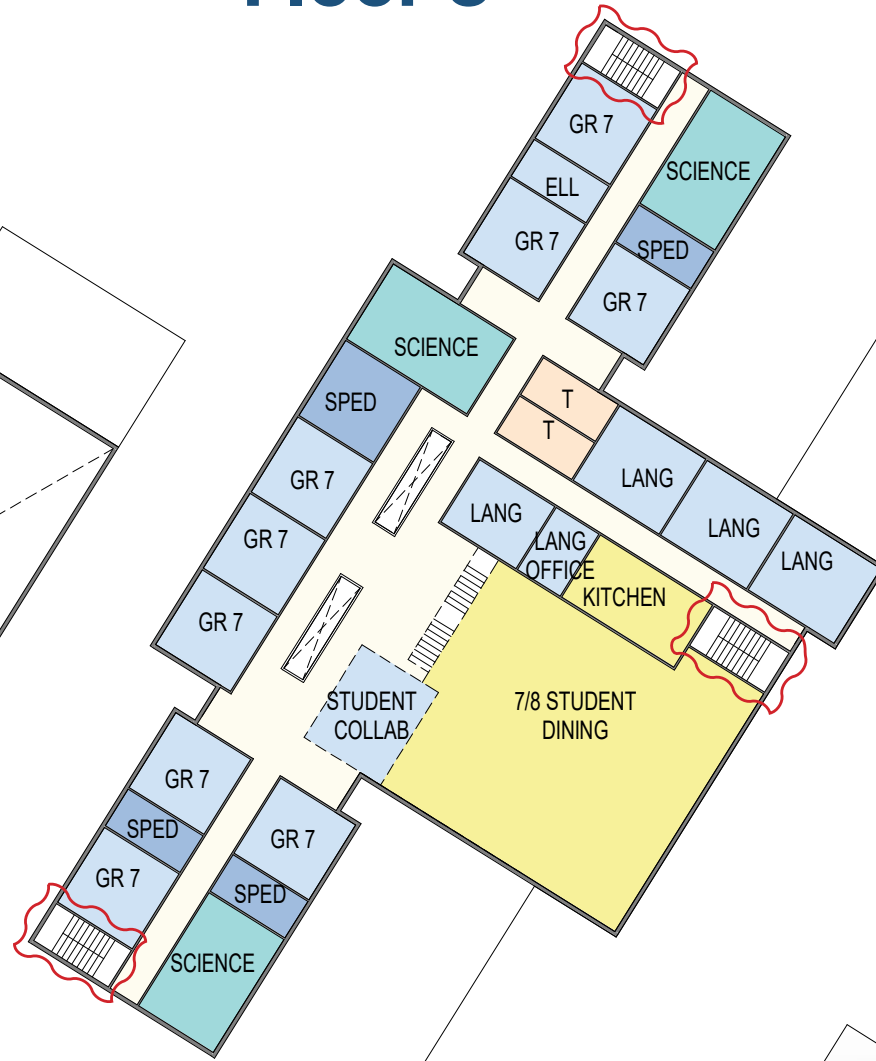 GR 7
SCIENCE
ELL
SPED
GR 7
GR 7
SCIENCE
SPED
T
T
GR 7
LANG
LANG
LANG
LANG
LANG
OFFICE
KITCHEN
GR 7
GR 7
STUDENT
COLLAB
7/8 STUDENT
DINING
GR 7
SPED
GR 7
GR 7
SPED
SCIENCE